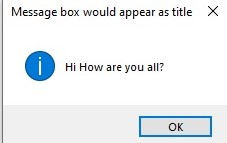 Message box would appear as title
Hi How are you all?
OK